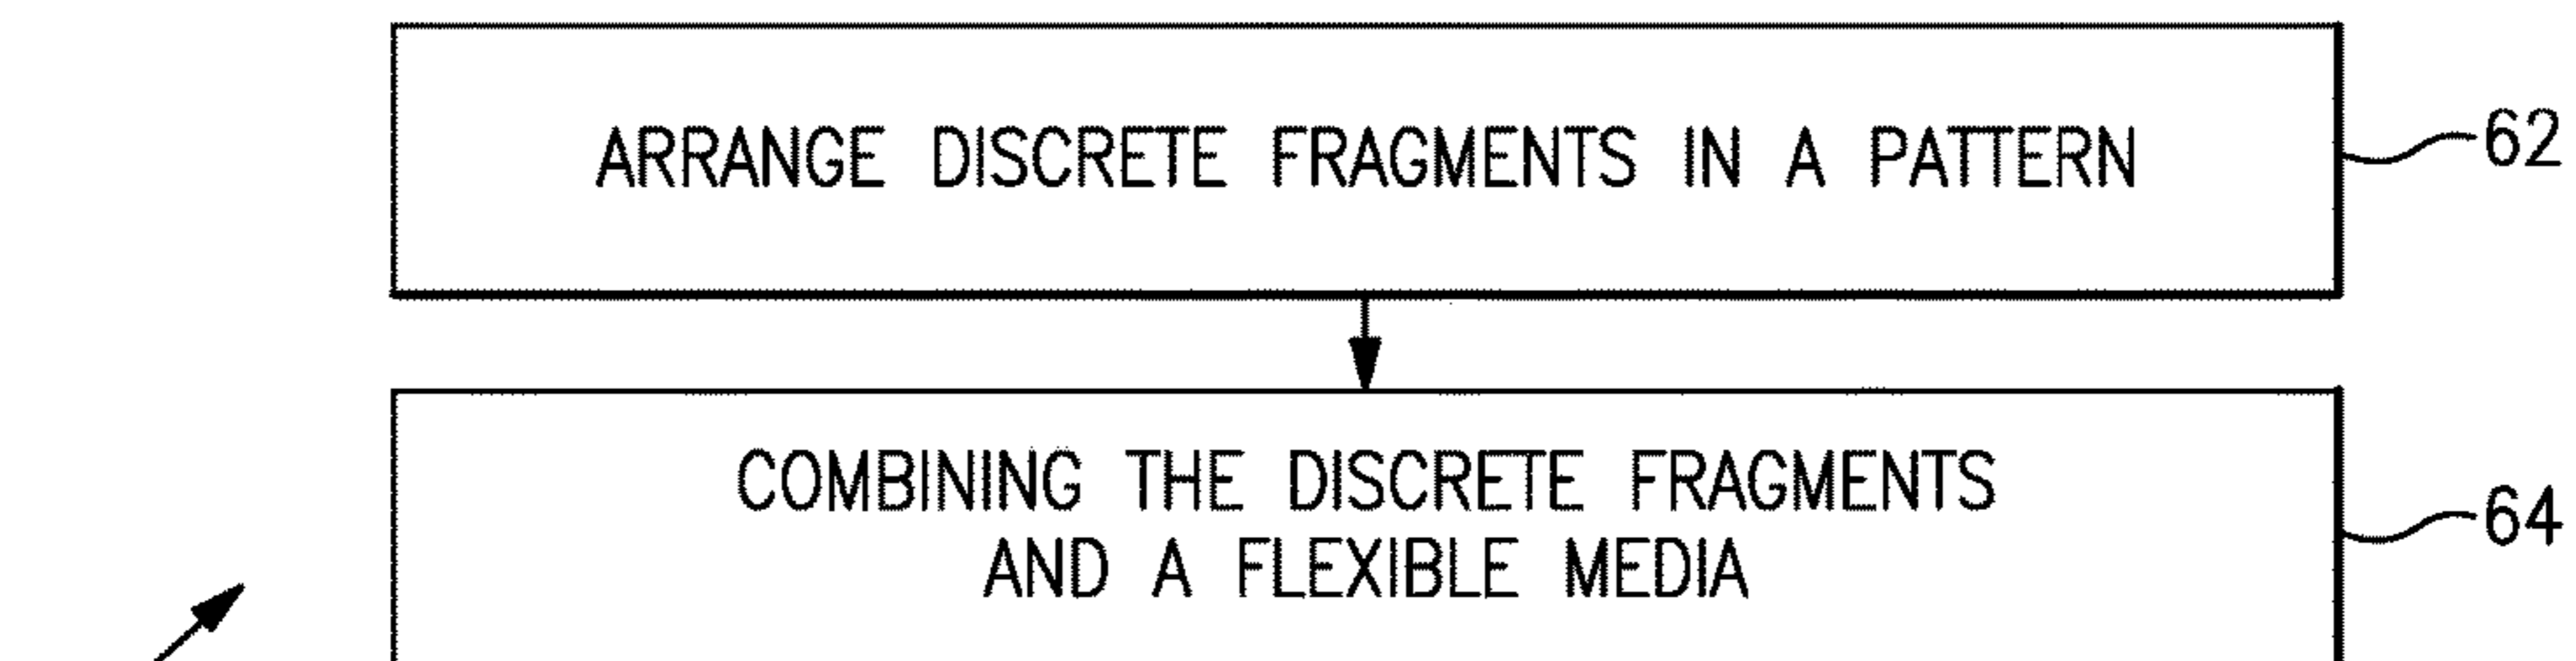 ARRANGE DISCRETE FRAGMENTS IN A PATTERN
62
COMBINING THE DISCRETE FRAGMENTS
AND A FLEXIBLE MEDIA
64